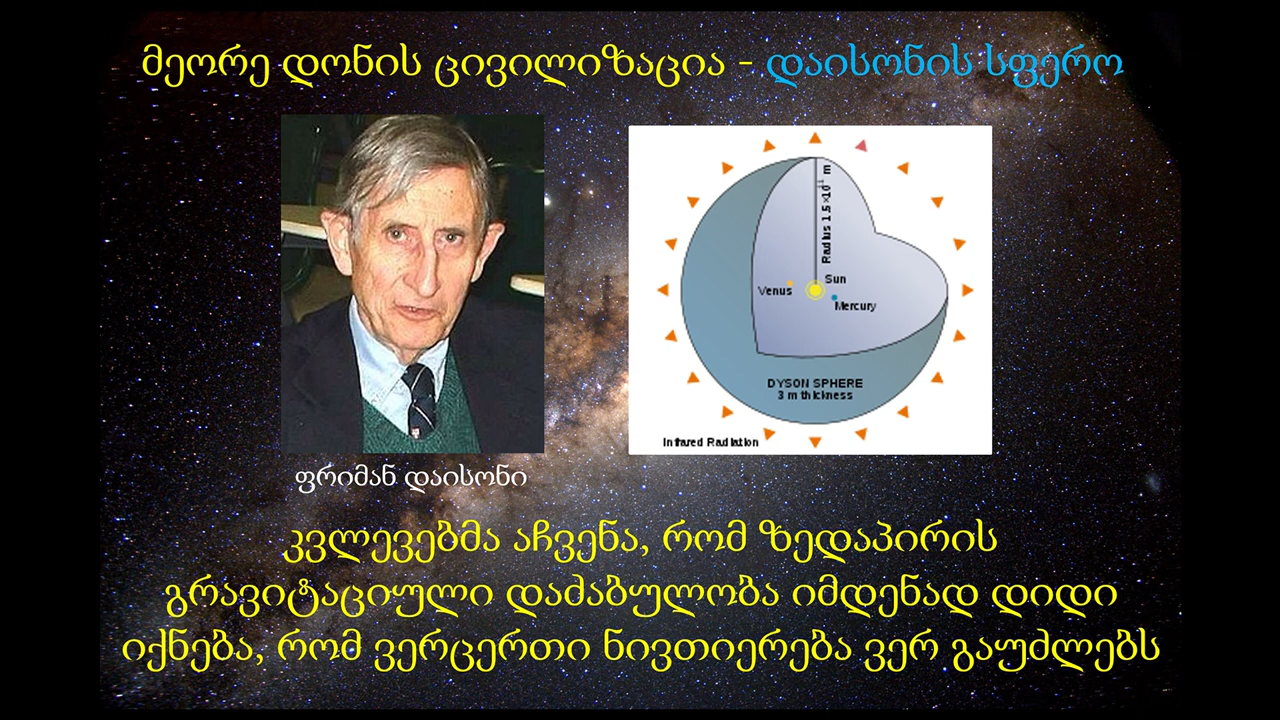 მეორე დონის ცივილიზაცია - დაისონის სფერო
Radius 1.5×10¹¹ m
Sun
Venus
Mercury
DYSON SPHERE
3 m thickness
Infrared Radiation
ფრიმან დაისონი
კვლევებმა აჩვენა, რომ ზედაპირის
გრავიტაციული დაძაბულობა იმდენად დიდი
იქნება, რომ ვერცერთი ნივთიერება ვერ გაუძლებს